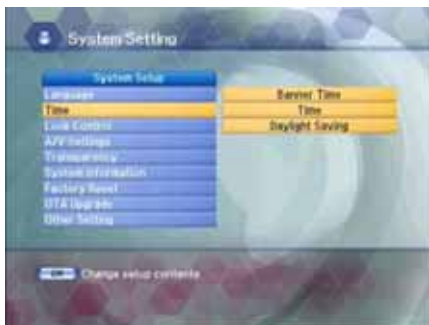 System Setting
System Setup
Language
Time
Lock Control
A/V Settings
Transparency
System Information
Factory Reset
OTA Upgrade
Other Setting
Banner Time
Time
Daylight Saving
OK Change setup contents